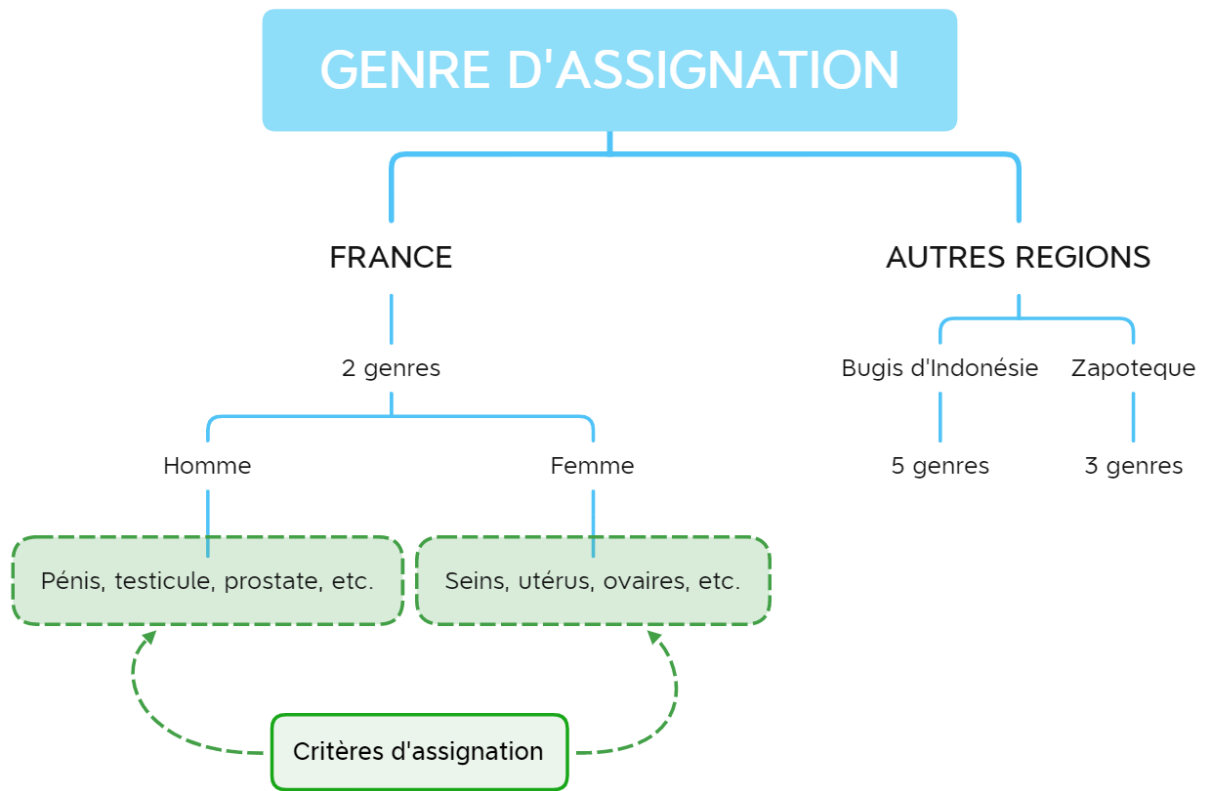 GENRE D'ASSIGNATION
FRANCE
AUTRES REGIONS
2 genres
Bugis d'Indonésie
Zapoteque
Homme
Femme
5 genres
3 genres
Pénis, testicule, prostate, etc.
Seins, utérus, ovaires, etc.
Critères d'assignation